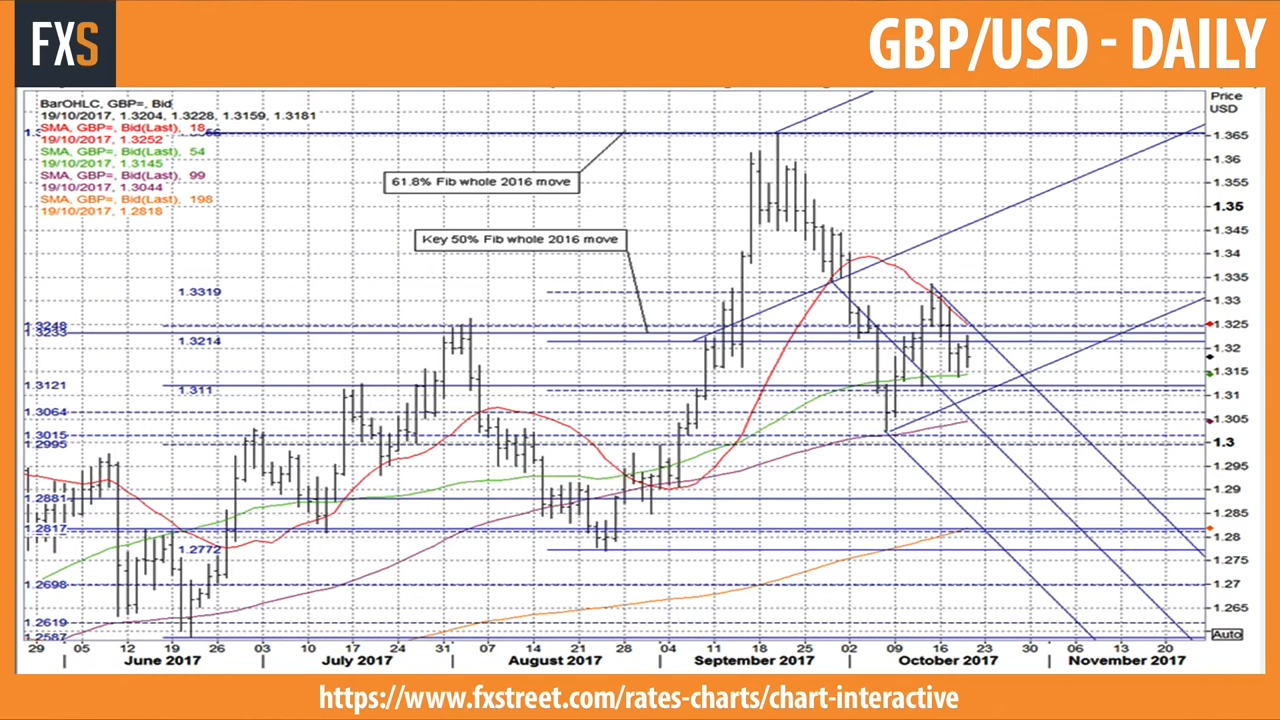 FXS
GBP/USD - DAILY
BarOHLC, GBP=, Bid
19/10/2017, 1.3204, 1.3228, 1.3159, 1.3181
SMA, GBP=, Bid(Last), 18
19/10/2017, 1.3252
SMA, GBP=, Bid(Last), 54
19/10/2017, 1.3145
SMA, GBP=, Bid(Last), 99
19/10/2017, 1.3044
SMA, GBP=, Bid(Last), 198
19/10/2017, 1.2818
61.8% Fib whole 2016 move
Key 50% Fib whole 2016 move
1.3319
1.3248
1.3233
1.3214
1.3121
1.311
1.3064
1.3015
1.2995
1.2881
1.2817
1.2772
1.2698
1.2619
1.2587
Price
USD
1.365
1.36
1.355
1.35
1.345
1.34
1.335
1.33
1.325
1.32
1.315
1.31
1.305
1.3
1.295
1.29
1.285
1.28
1.275
1.27
1.265
Auto
29 05 12 19 26 03 10 17 24 31 07 14 21 28 04 11 18 25 02 09 16 23 30 06 13 20
June 2017 July 2017 August 2017 September 2017 October 2017 November 2017
https://www.fxstreet.com/rates-charts/chart-interactive